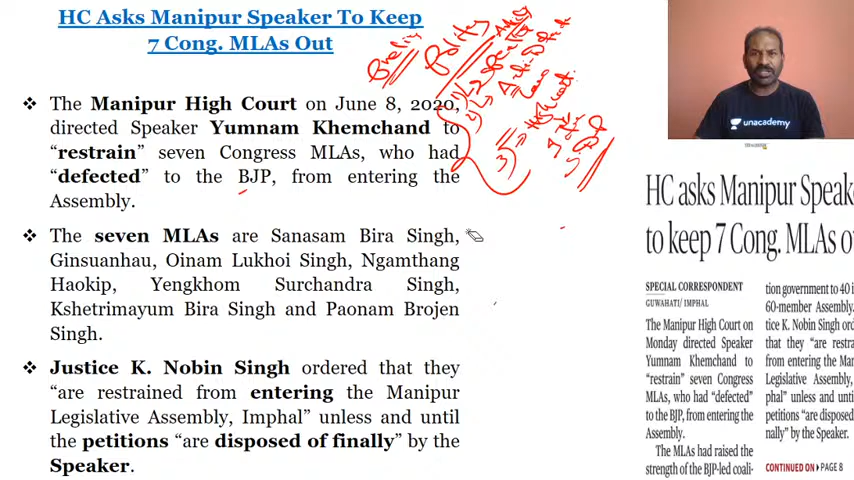 HC Asks Manipur Speaker To Keep
7 Cong. MLAs Out
❖ The Manipur High Court on June 8, 2020,
directed Speaker Yumnam Khemchand to
“restrain” seven Congress MLAs, who had
“defected” to the BJP, from entering the
Assembly.
❖ The seven MLAs are Sanasam Bira Singh,
Ginsuanhau, Oinam Lukhoi Singh, Ngamthang
Haokip, Yengkhom Surchandra Singh,
Kshetrimayum Bira Singh and Paonam Brojen
Singh.
❖ Justice K. Nobin Singh ordered that they
“are restrained from entering the Manipur
Legislative Assembly, Imphal” unless and until
the petitions “are disposed of finally” by the
Speaker.
Prelims
Polity
unacademy
HC asks Manipur Speake
to keep 7 Cong. MLAs o
SPECIAL CORRESPONDENT
GUWAHATI/ IMPHAL
The Manipur High Court on
Monday directed Speaker
Yumnam Khemchand to
“restrain” seven Congress
MLAs, who had “defected”
to the BJP, from entering the
Assembly.
The MLAs had raised the
strength of the BJP-led coali-
tion government to 40 i
60-member Assembly.
tice K. Nobin Singh ord
that they “are restra
from entering the Ma
Legislative Assembly,
phal” unless and until
petitions “are disposed
nally” by the Speaker.
CONTINUED ON ▸ PAGE 8